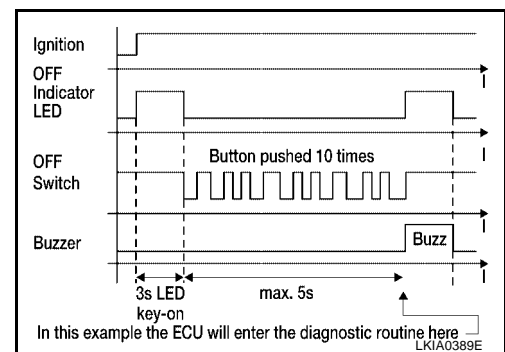 Ignition
OFF
Indicator
LED
OFF
Switch
Button pushed 10 times
Buzzer
Buzz
3s LED
key-on
max. 5s
In this example the ECU will enter the diagnostic routine here
LKIA0389E